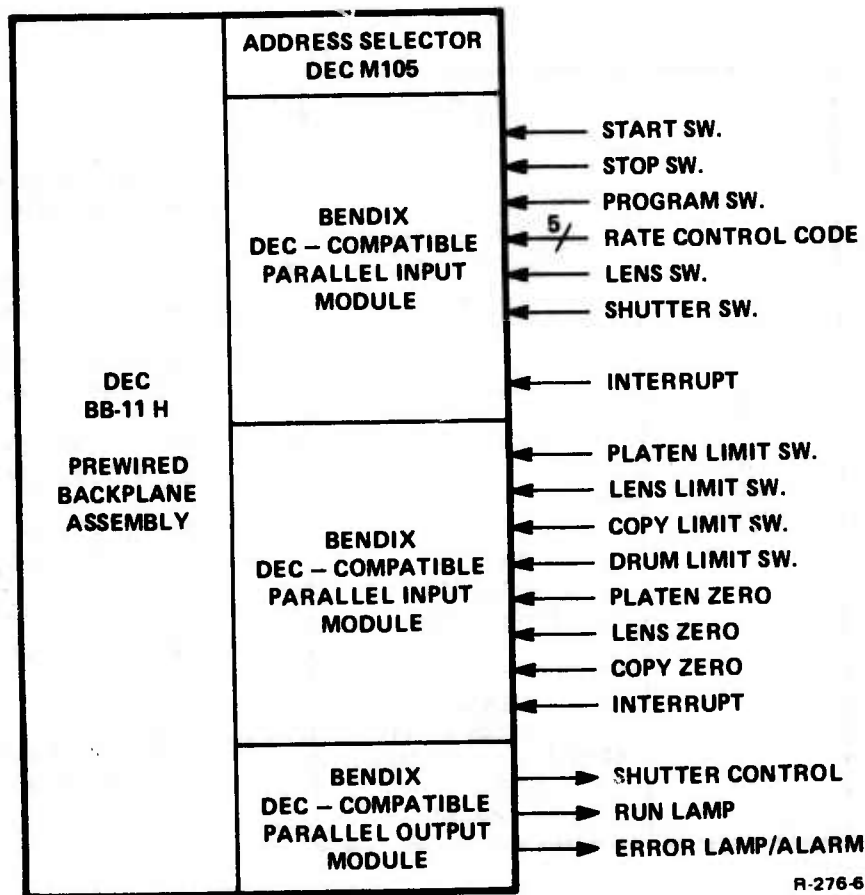 ADDRESS SELECTOR
DEC M105
DEC
BB-11 H
PREWIRED
BACKPLANE
ASSEMBLY
BENDIX
DEC – COMPATIBLE
PARALLEL INPUT
MODULE
START SW.
STOP SW.
PROGRAM SW.
5/
RATE CONTROL CODE
LENS SW.
SHUTTER SW.
INTERRUPT
BENDIX
DEC – COMPATIBLE
PARALLEL INPUT
MODULE
PLATEN LIMIT SW.
LENS LIMIT SW.
COPY LIMIT SW.
DRUM LIMIT SW.
PLATEN ZERO
LENS ZERO
COPY ZERO
INTERRUPT
BENDIX
DEC – COMPATIBLE
PARALLEL OUTPUT
MODULE
SHUTTER CONTROL
RUN LAMP
ERROR LAMP/ALARM
R-276-6